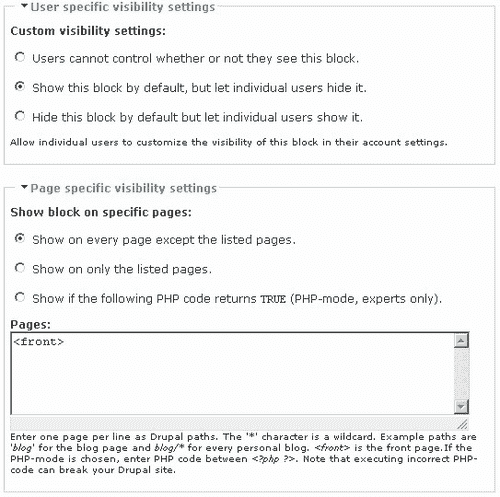 User specific visibility settings
Custom visibility settings:
Users cannot control whether or not they see this block.
Show this block by default, but let individual users hide it.
Hide this block by default but let individual users show it.
Allow individual users to customize the visibility of this block in their account settings.
Page specific visibility settings
Show block on specific pages:
Show on every page except the listed pages.
Show on only the listed pages.
Show if the following PHP code returns TRUE (PHP-mode, experts only).
Pages:
<front>
Enter one page per line as Drupal paths. The '*' character is a wildcard. Example paths are
'blog' for the blog page and blog/* for every personal blog. <front> is the front page.If the
PHP-mode is chosen, enter PHP code between <?php ?>. Note that executing incorrect PHP-
code can break your Drupal site.